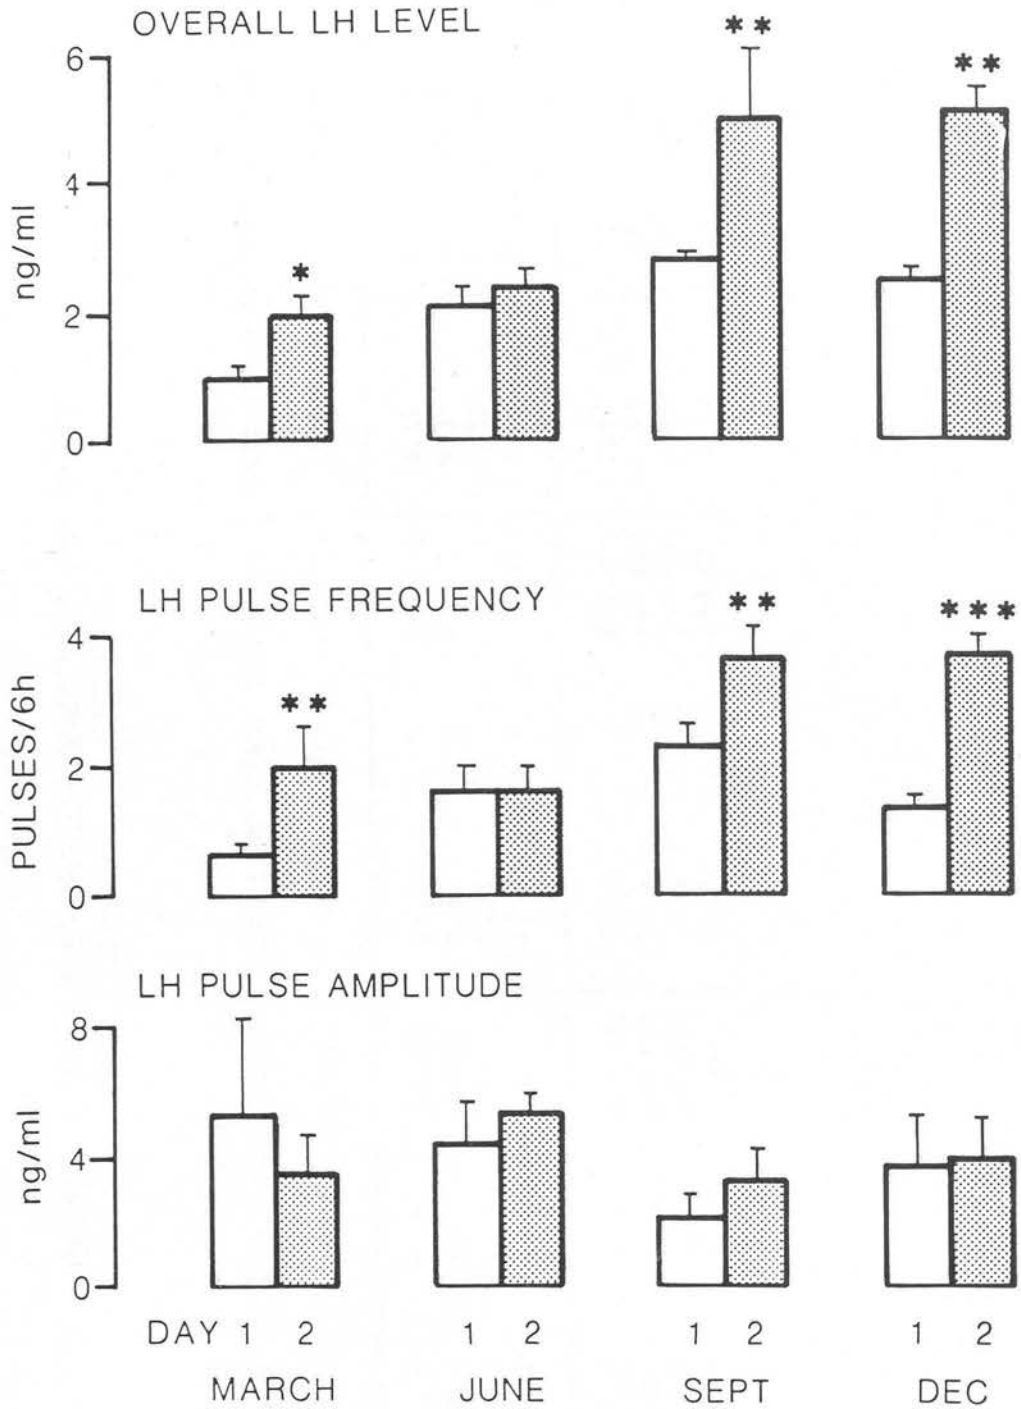 OVERALL LH LEVEL
**
**
6
4
ng/ml
*
2
0
LH PULSE FREQUENCY
**
***
4
**
PULSES/6h
2
0
LH PULSE AMPLITUDE
8
ng/ml
4
0
DAY 1 2 1 2 1 2 1 2
MARCH JUNE SEPT DEC